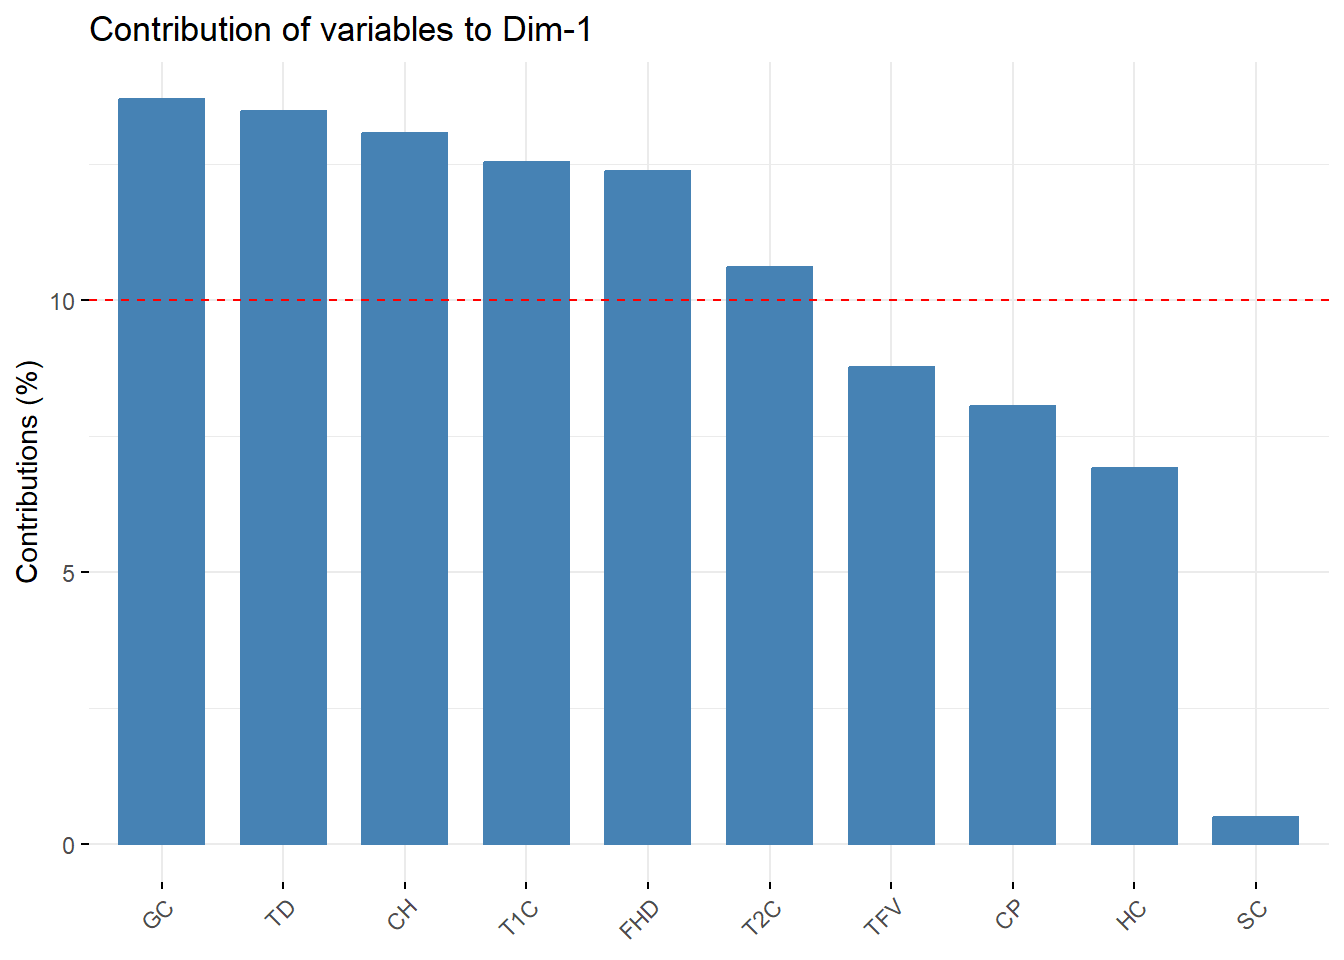 Contribution of variables to Dim-1
Contributions (%)
10
5
0
GC TD CH T1C FHD T2C TFV CP HC SC